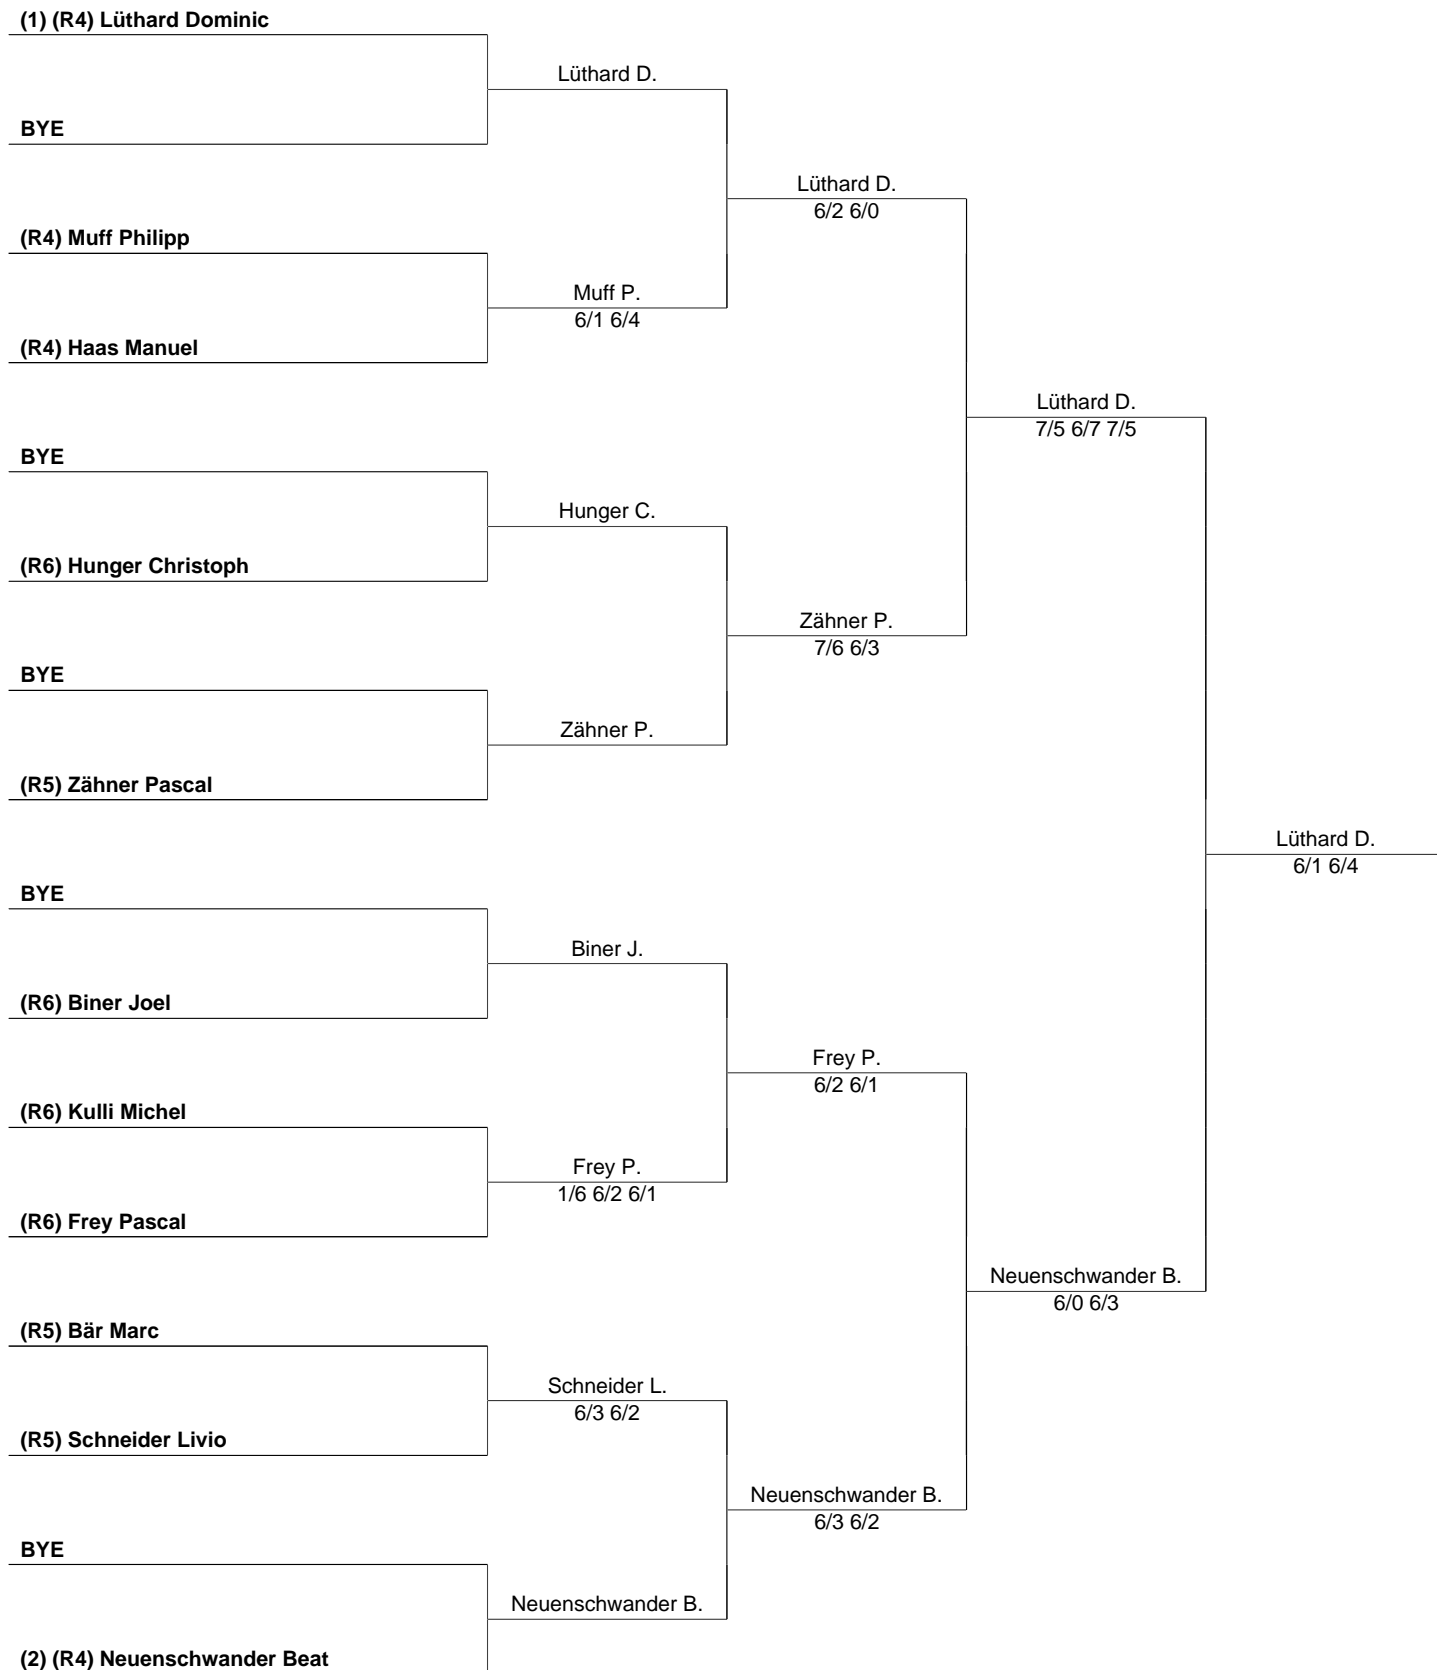 (1) (R4) Lüthard Dominic
Lüthard D.
BYE
Lüthard D.
6/2 6/0
(R4) Muff Philipp
Muff P.
6/1 6/4
(R4) Haas Manuel
Lüthard D.
7/5 6/7 7/5
BYE
Hunger C.
(R6) Hunger Christoph
Zähner P.
7/6 6/3
BYE
Zähner P.
(R5) Zähner Pascal
Lüthard D.
6/1 6/4
BYE
Biner J.
(R6) Biner Joel
Frey P.
6/2 6/1
(R6) Kulli Michel
Frey P.
1/6 6/2 6/1
(R6) Frey Pascal
Neuenschwander B.
6/0 6/3
(R5) Bär Marc
Schneider L.
6/3 6/2
(R5) Schneider Livio
Neuenschwander B.
6/3 6/2
BYE
Neuenschwander B.
(2) (R4) Neuenschwander Beat